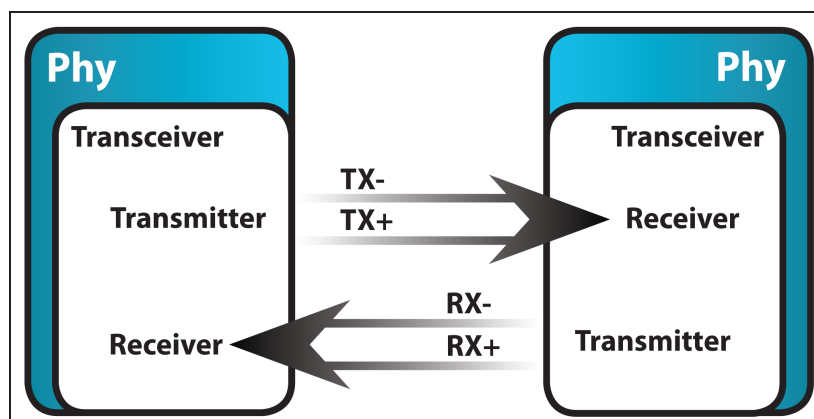 Phy
Phy
Transceiver
Transceiver
TX-
Transmitter
TX+
Receiver
RX-
Receiver
RX+
Transmitter